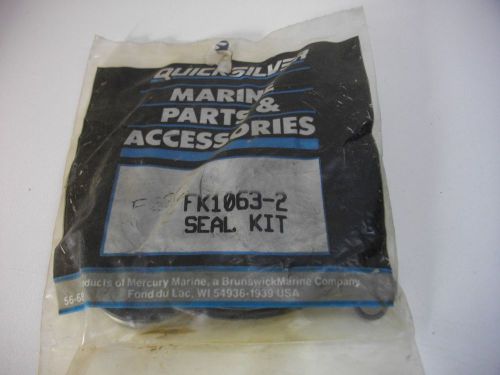 QUICKSILVER
MARINE
PARTS &
ACCESSORIES
FK1063-2
SEAL KIT
Products of Mercury Marine, a Brunswick Marine Company
Fond du Lac, WI 54936-1939 USA